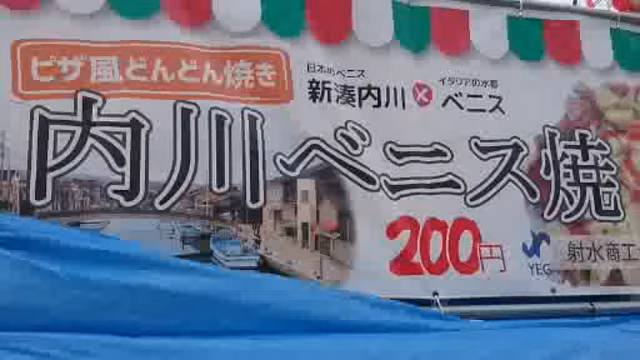 ピザ風どんどん焼き
日本のベニス
新湊内川×
イタリアの水都
ベニス
内川ベニス焼
200円
YEG
射水商工